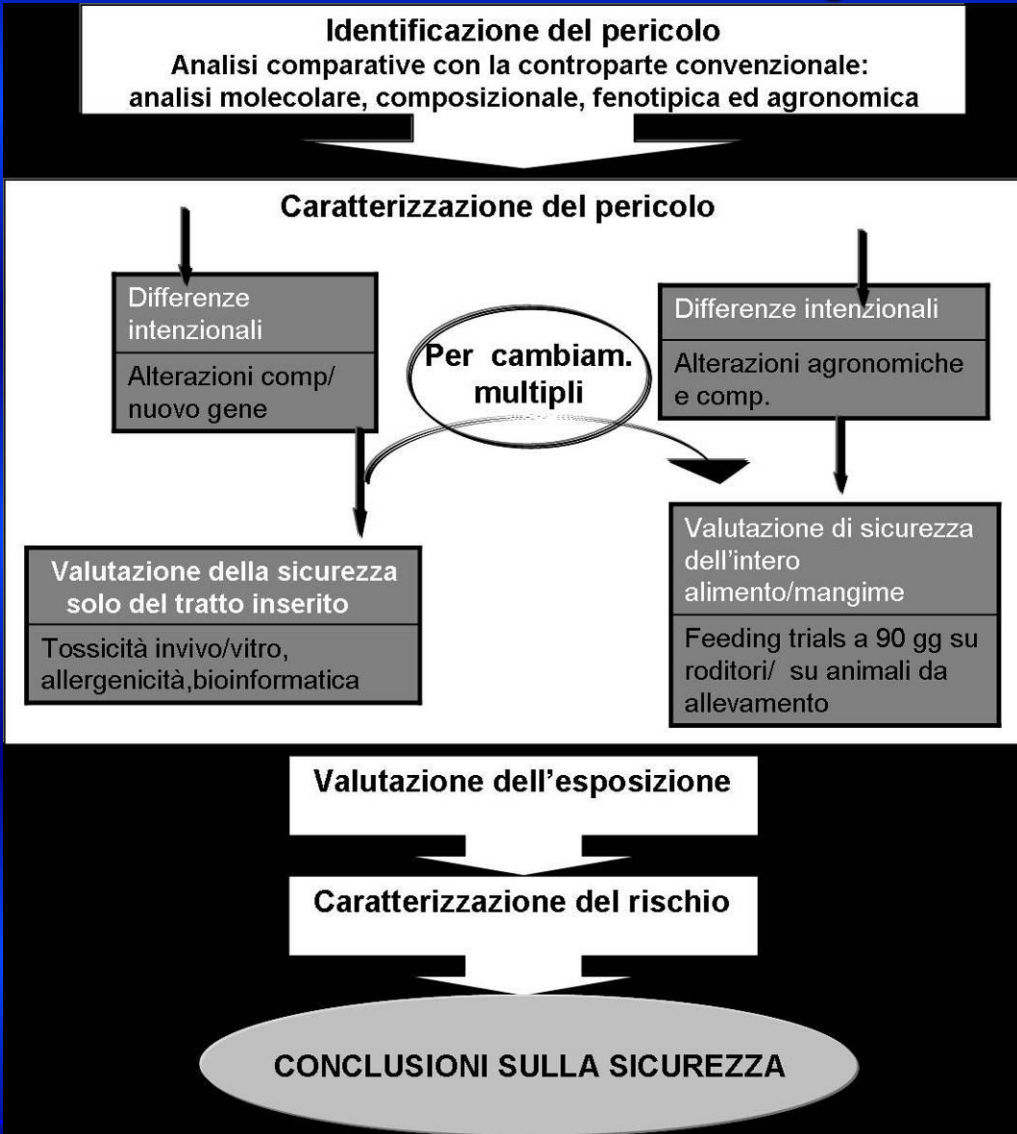 Identificazione del pericolo
Analisi comparative con la controparte convenzionale:
analisi molecolare, composizionale, fenotipica ed agronomica
Caratterizzazione del pericolo
Differenze
intenzionali
Alterazioni comp/
nuovo gene
Per cambiam.
multipli
Differenze intenzionali
Alterazioni agronomiche
e comp.
Valutazione della sicurezza
solo del tratto inserito
Tossicità invivo/vitro,
allergenicità,bioinformatica
Valutazione di sicurezza
dell'intero
alimento/mangime
Feeding trials a 90 gg su
roditori/ su animali da
allevamento
Valutazione dell'esposizione
Caratterizzazione del rischio
CONCLUSIONI SULLA SICUREZZA